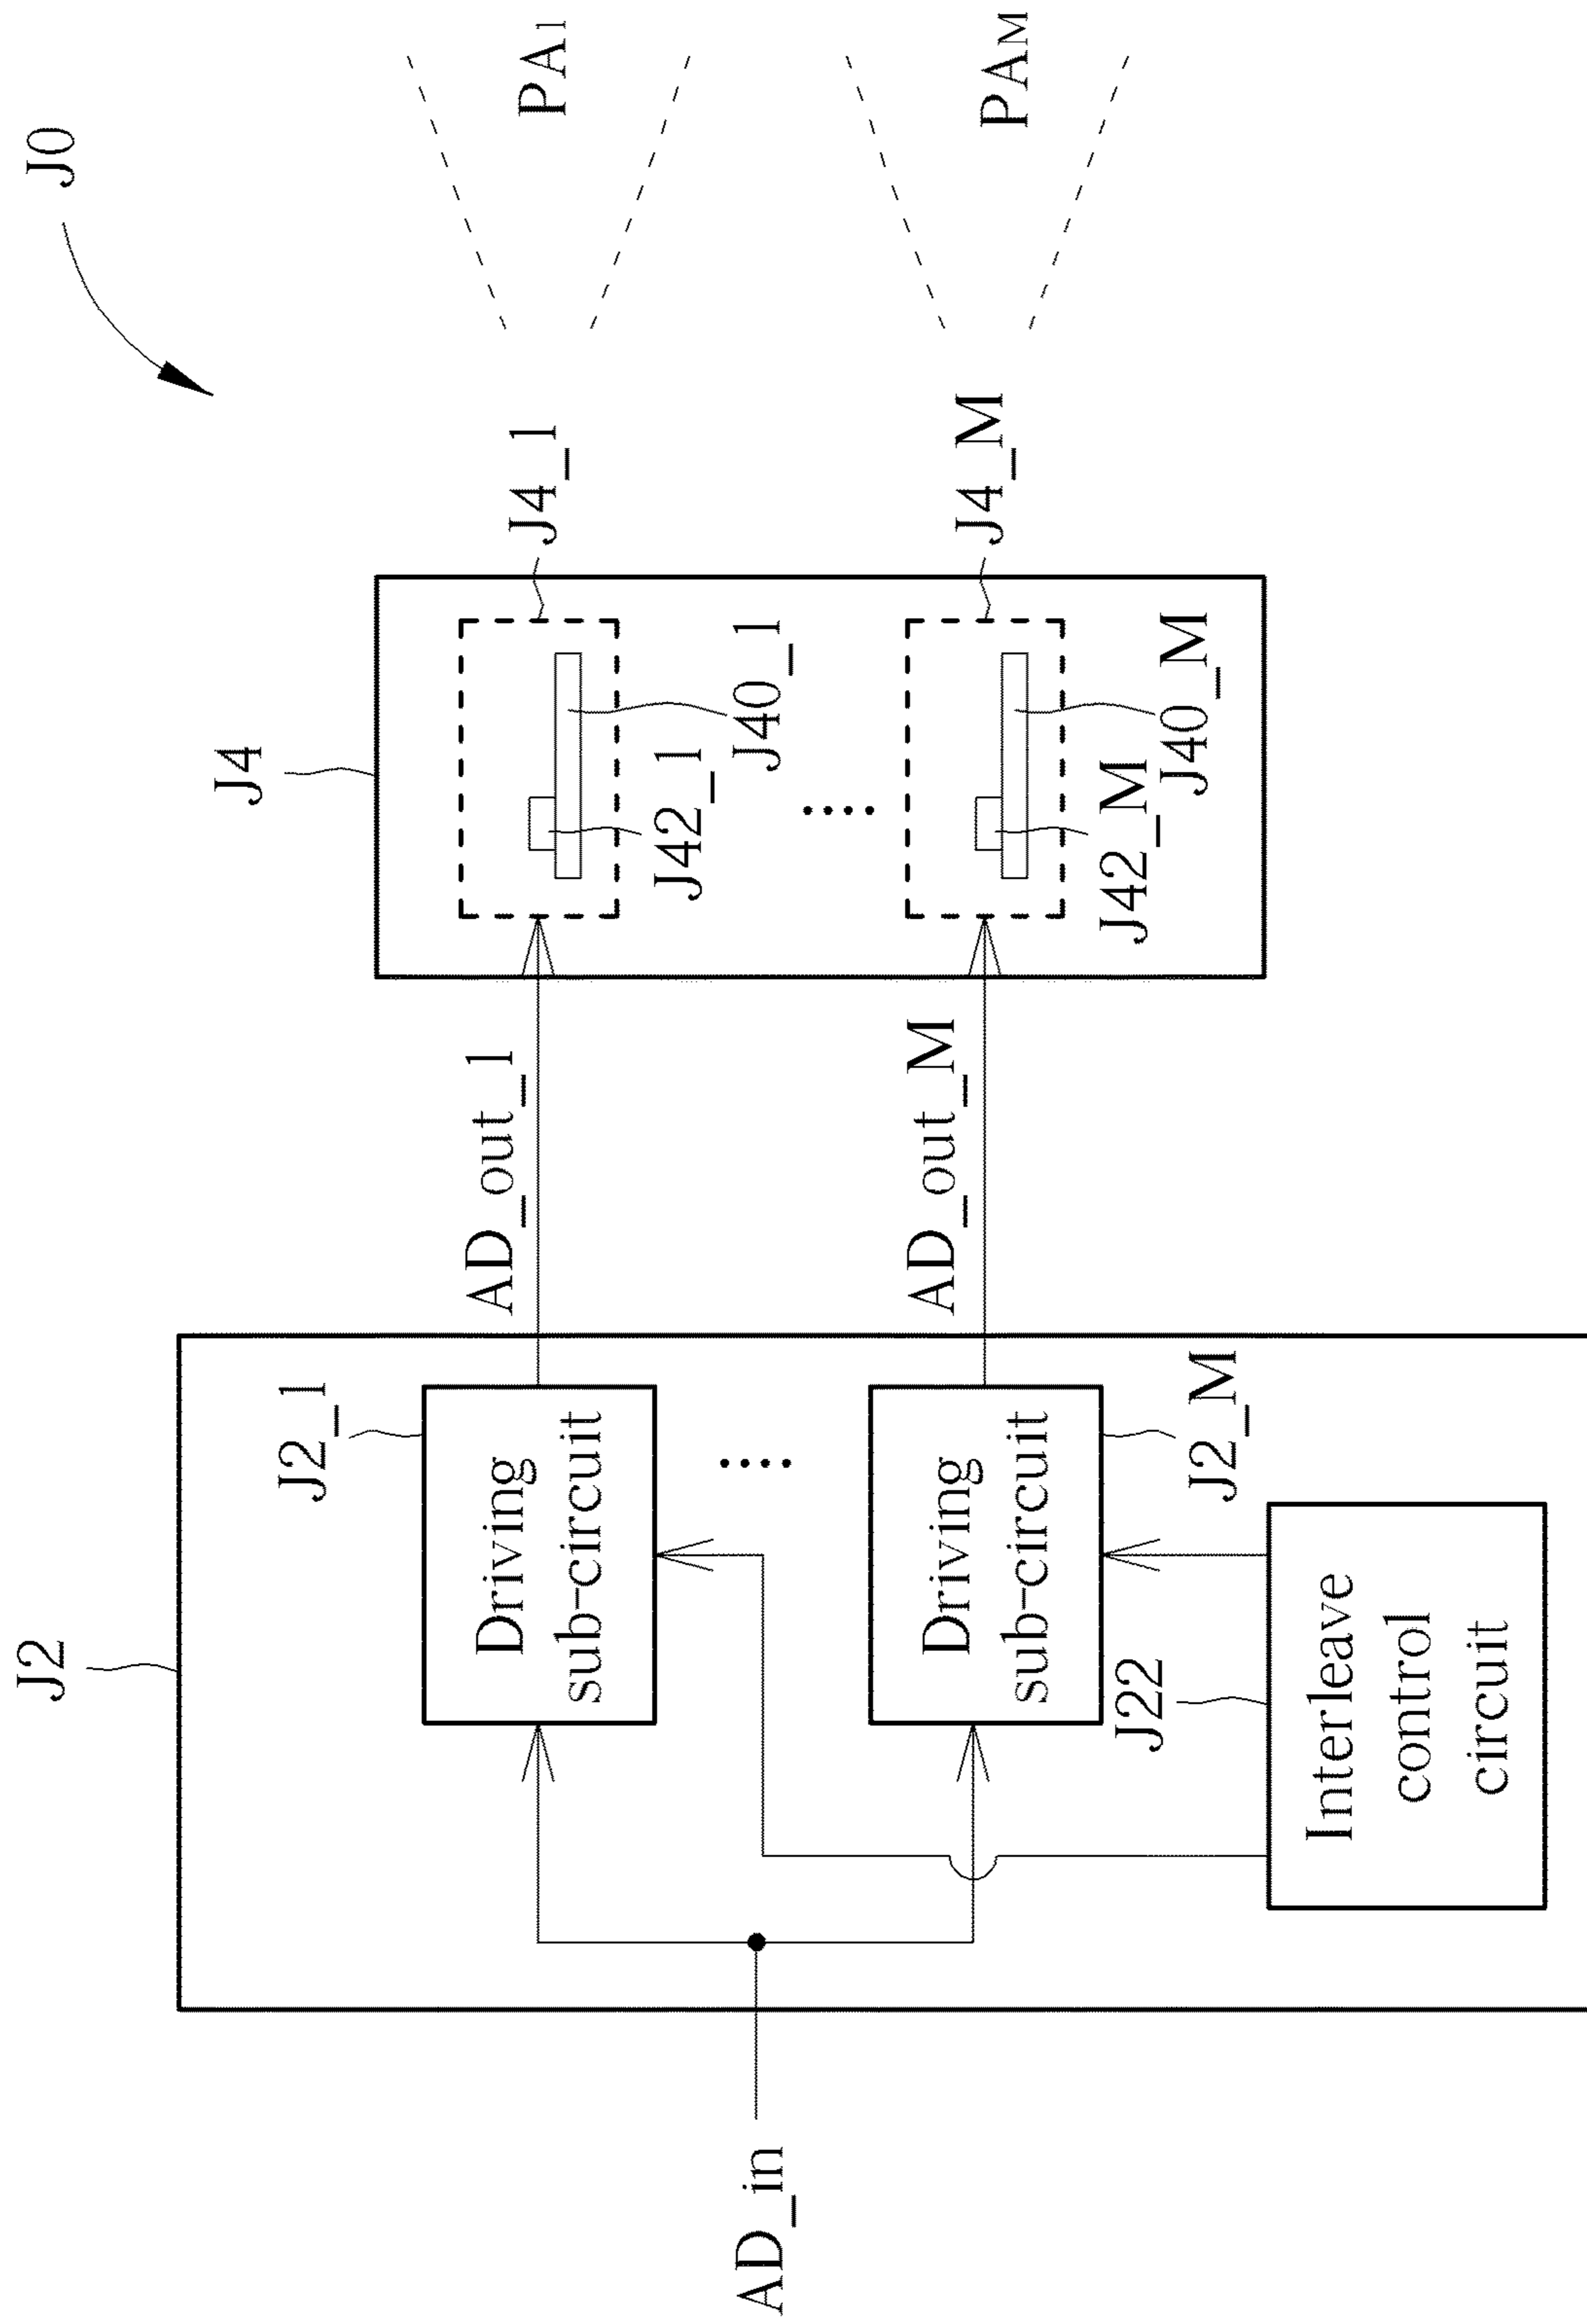 J0
J2
J2_1
Driving
sub-circuit
AD_out_1
J4
J4_1
J42_1
J40_1
PA1
AD_in
Driving
sub-circuit
J2_M
AD_out_M
J4_M
J42_M
J40_M
PAM
J22
Interleave
control
circuit